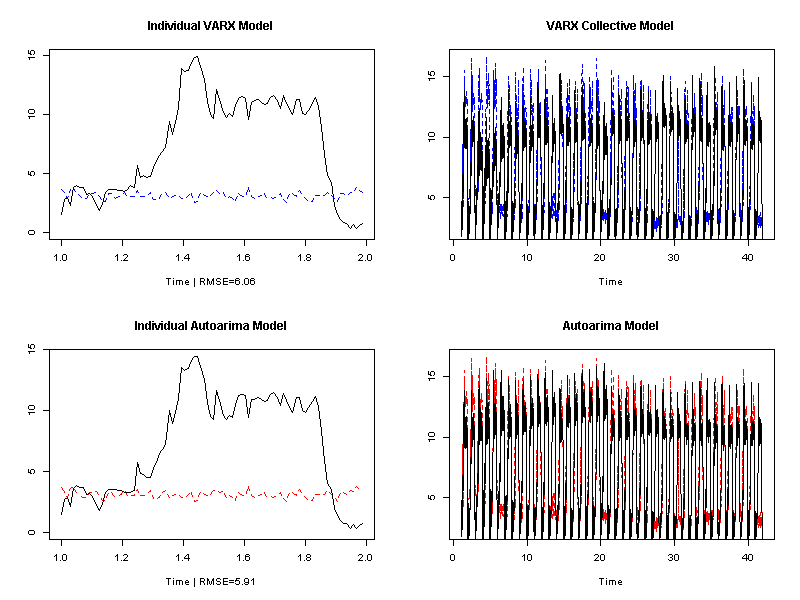 Individual VARX Model
15
10
5
0
1.0 1.2 1.4 1.6 1.8 2.0
Time | RMSE=6.06
VARX Collective Model
15
10
5
0 10 20 30 40
Time
Individual Autoarima Model
15
10
5
0
1.0 1.2 1.4 1.6 1.8 2.0
Time | RMSE=5.91
Autoarima Model
15
10
5
0 10 20 30 40
Time